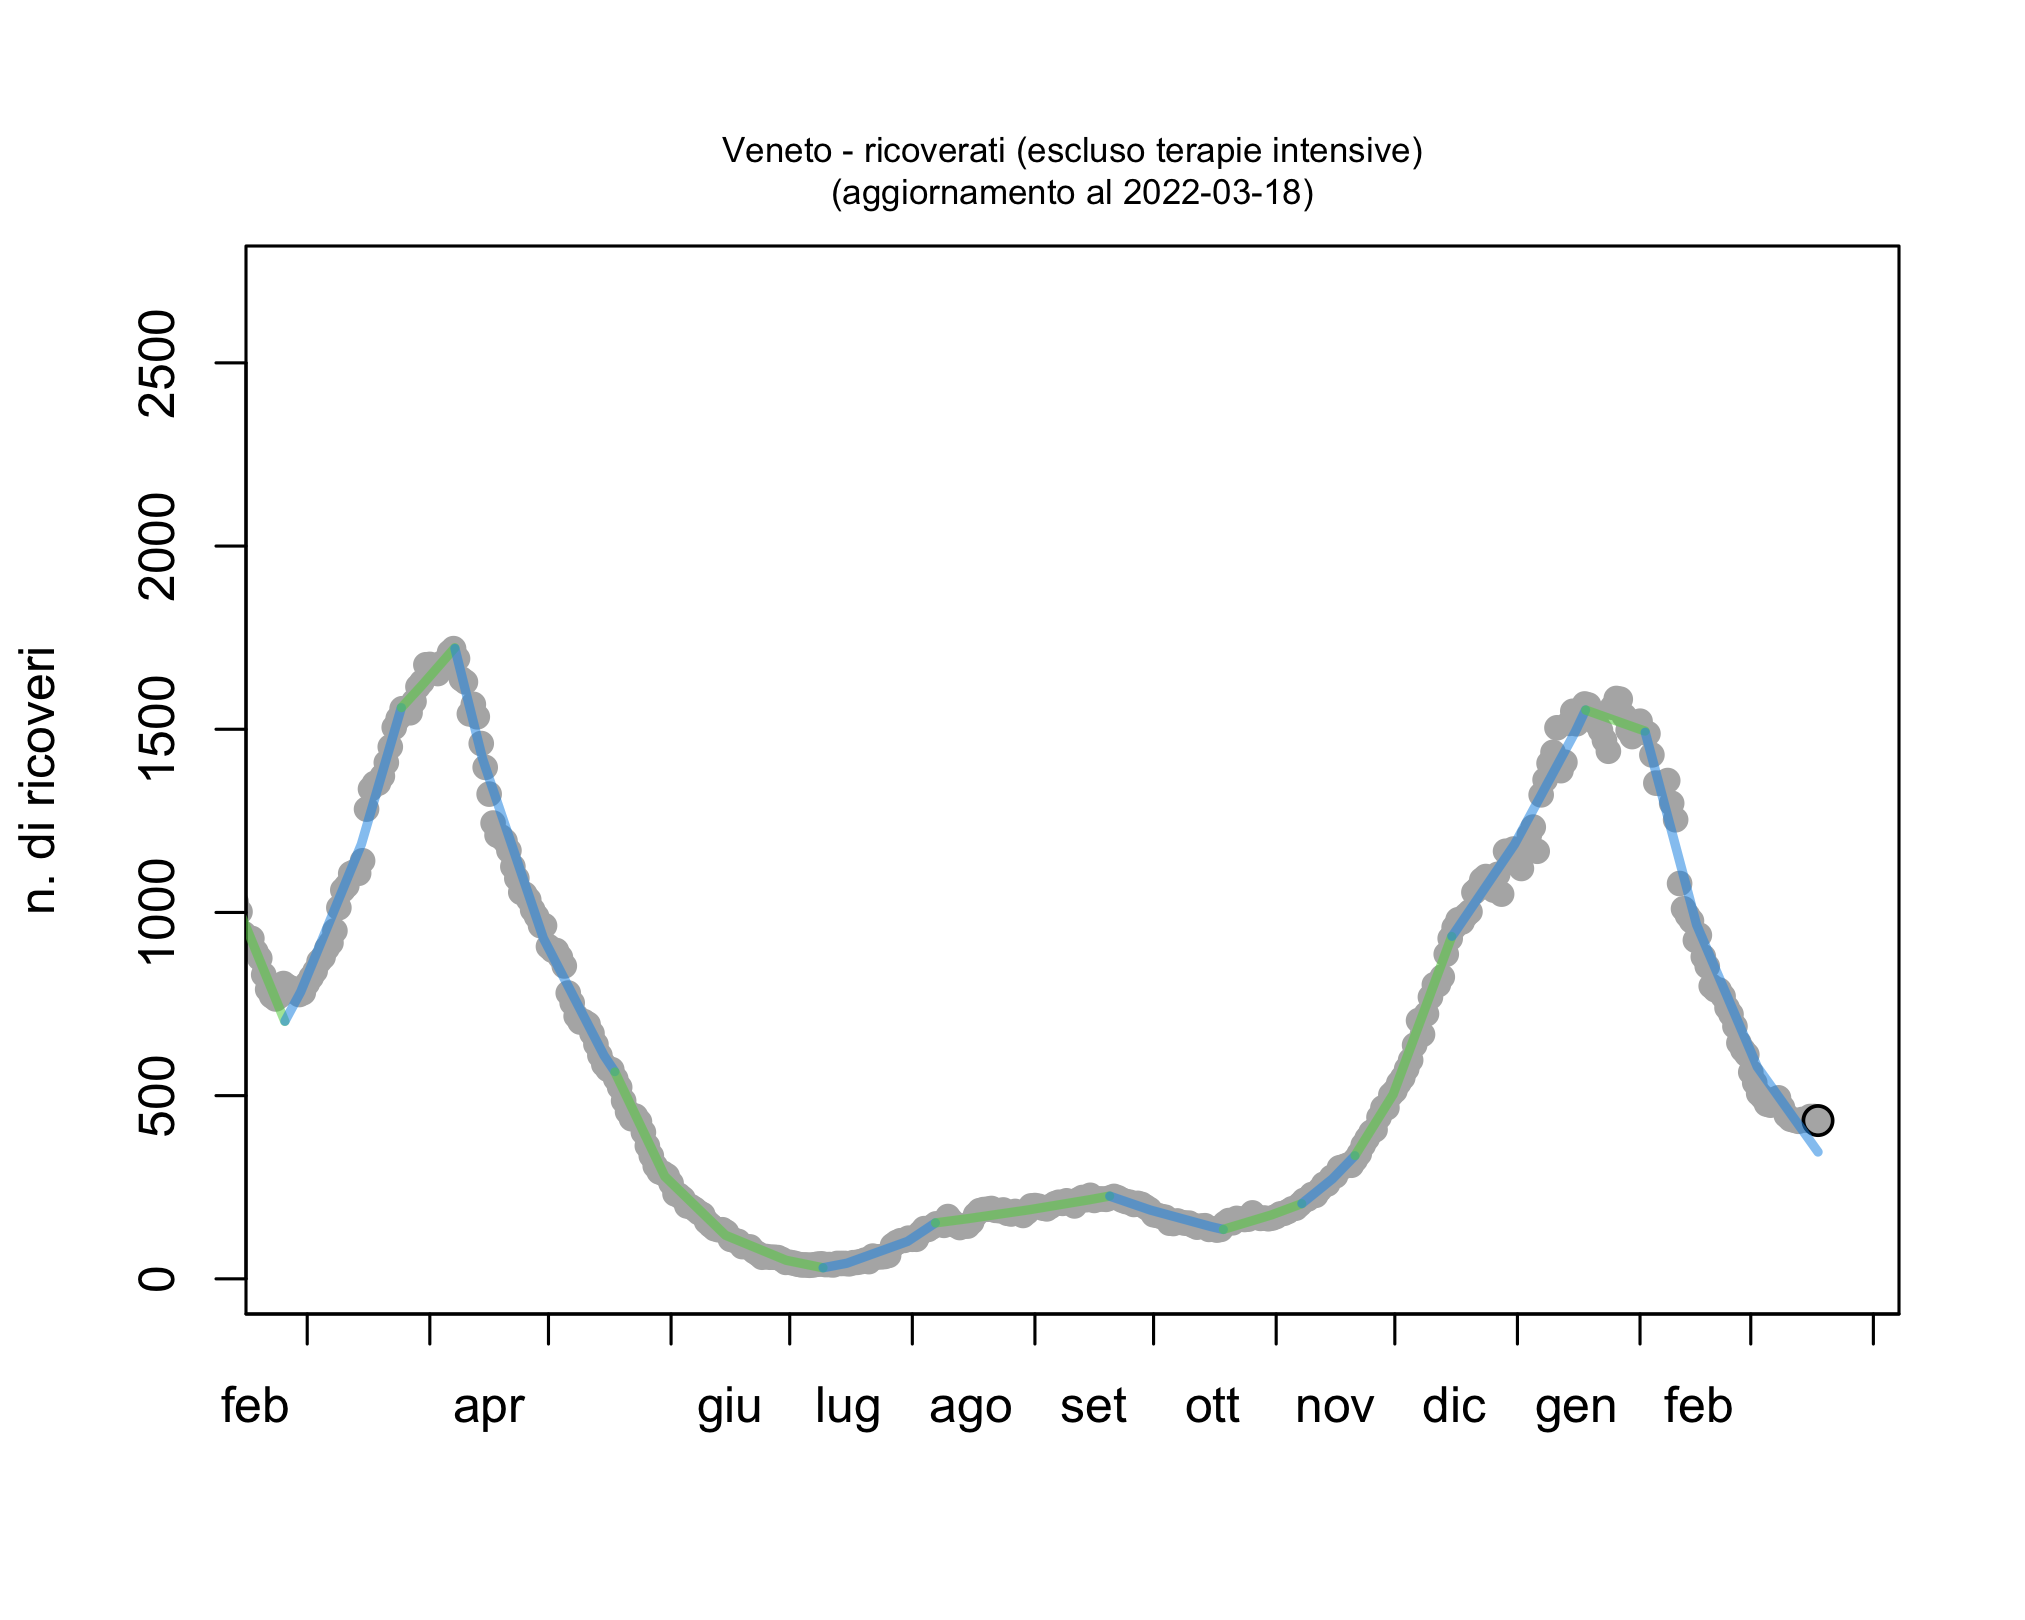 Veneto - ricoverati (escluso terapie intensive)
(aggiornamento al 2022-03-18)
n. di ricoveri
2500
2000
1500
1000
500
0
feb apr giu lug ago set ott nov dic gen feb